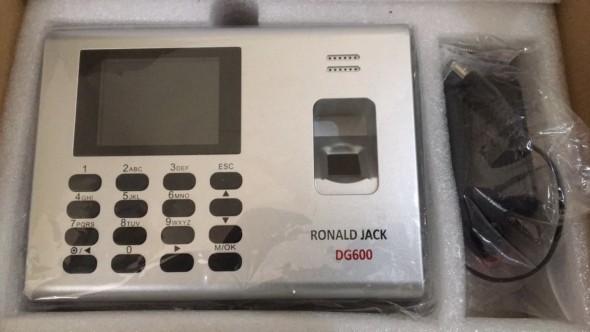 1 2ABC 3DEF ESC
4GHI 5JKL 6MNO ▲
7PQRS 8TUV 9WXYZ ▼
⊙/◀ 0 ▶ M/OK
RONALD JACK
DG600